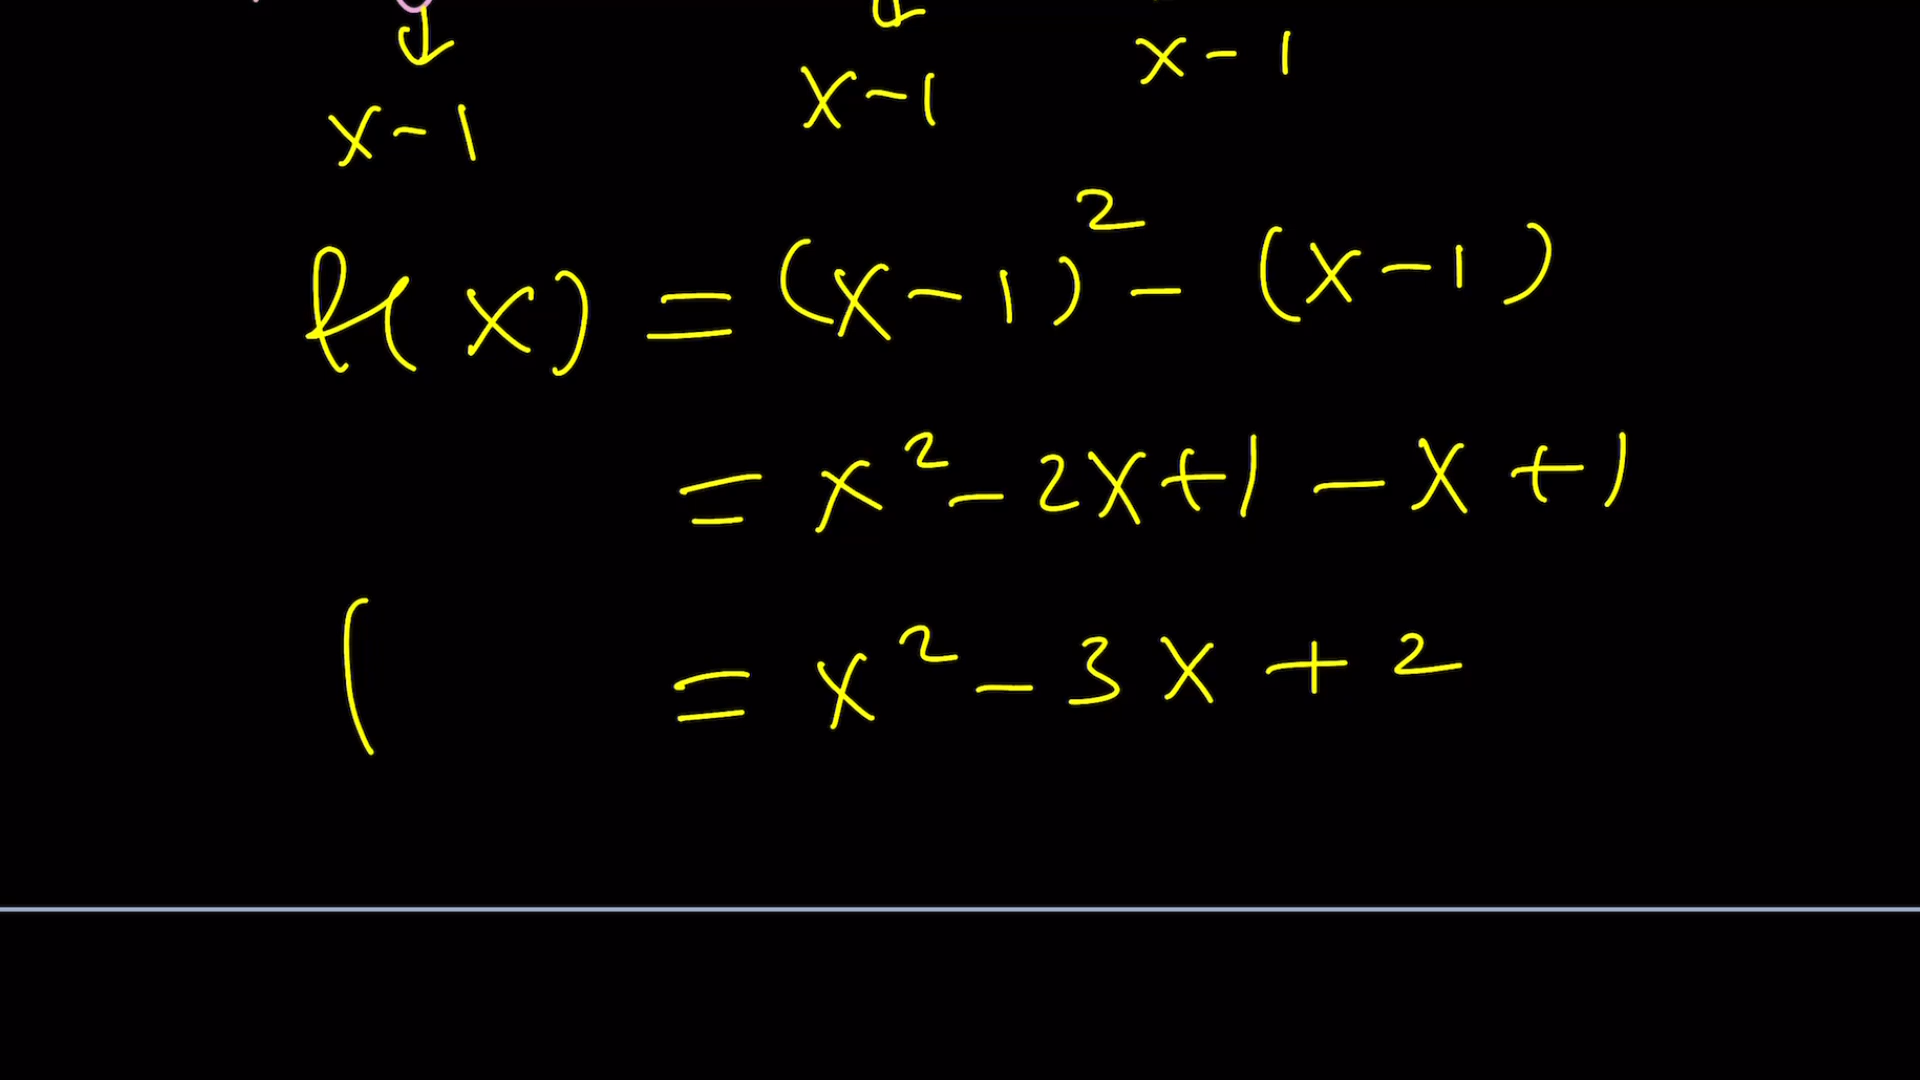 x-1 x-1 x-1
f(x) = (x-1)² - (x-1)
= x² - 2x+1 - x +1
( = x² - 3x + 2